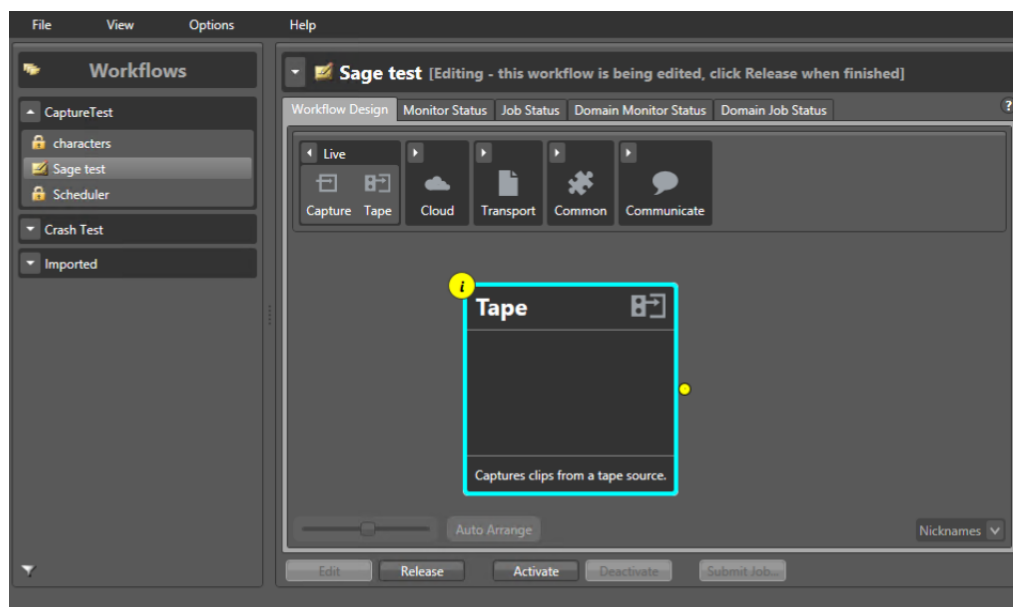 File View Options Help
Workflows
CaptureTest
characters
Sage test
Scheduler
Crash Test
Imported
Sage test [Editing - this workflow is being edited, click Release when finished]
Workflow Design Monitor Status Job Status Domain Monitor Status Domain Job Status ?
Live
Capture Tape Cloud Transport Common Communicate
i
Tape
Captures clips from a tape source.
Auto Arrange Nicknames
Edit Release Activate Deactivate Submit Job...